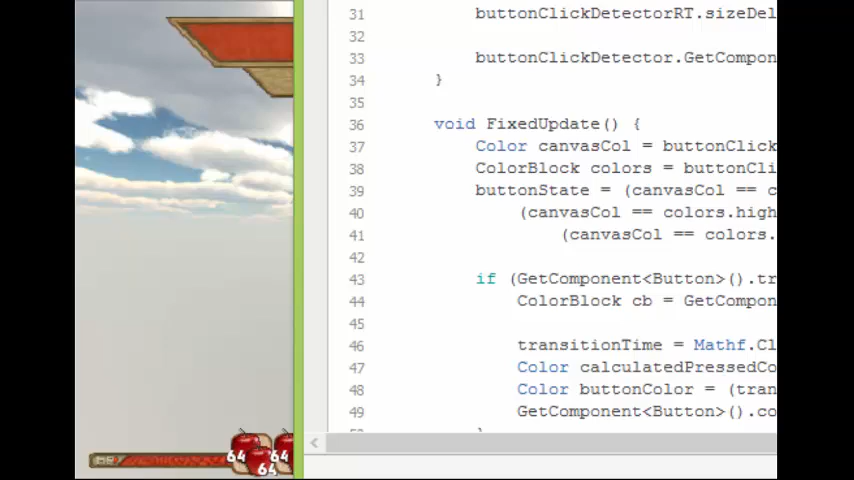 31 buttonClickDetectorRT.sizeDel
32
33 buttonClickDetector.GetCompon
34 }
35
36 void FixedUpdate() {
37 Color canvasCol = buttonClick
38 ColorBlock colors = buttonCli
39 buttonState = (canvasCol == c
40 (canvasCol == colors.high
41 (canvasCol == colors.
42
43 if (GetComponent<Button>().tr
44 ColorBlock cb = GetCompon
45
46 transitionTime = Mathf.Cl
47 Color calculatedPressedCo
48 Color buttonColor = (tran
49 GetComponent<Button>().co
64 64
64